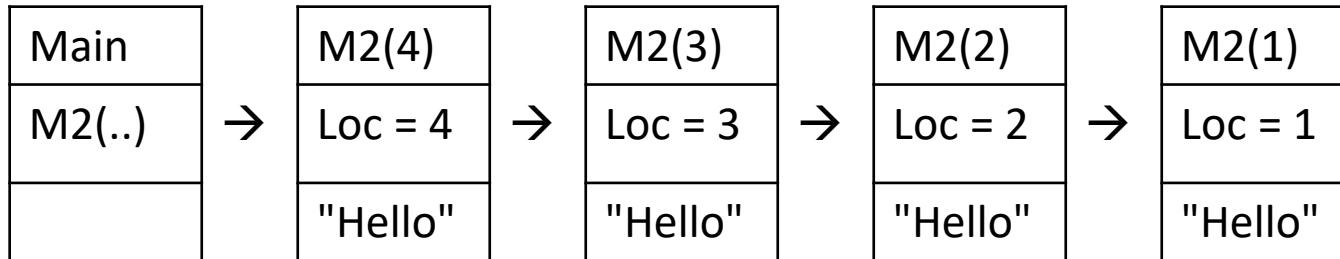 Main M2(4) M2(3) M2(2) M2(1)
M2(..) → Loc = 4 → Loc = 3 → Loc = 2 → Loc = 1
"Hello" "Hello" "Hello" "Hello"